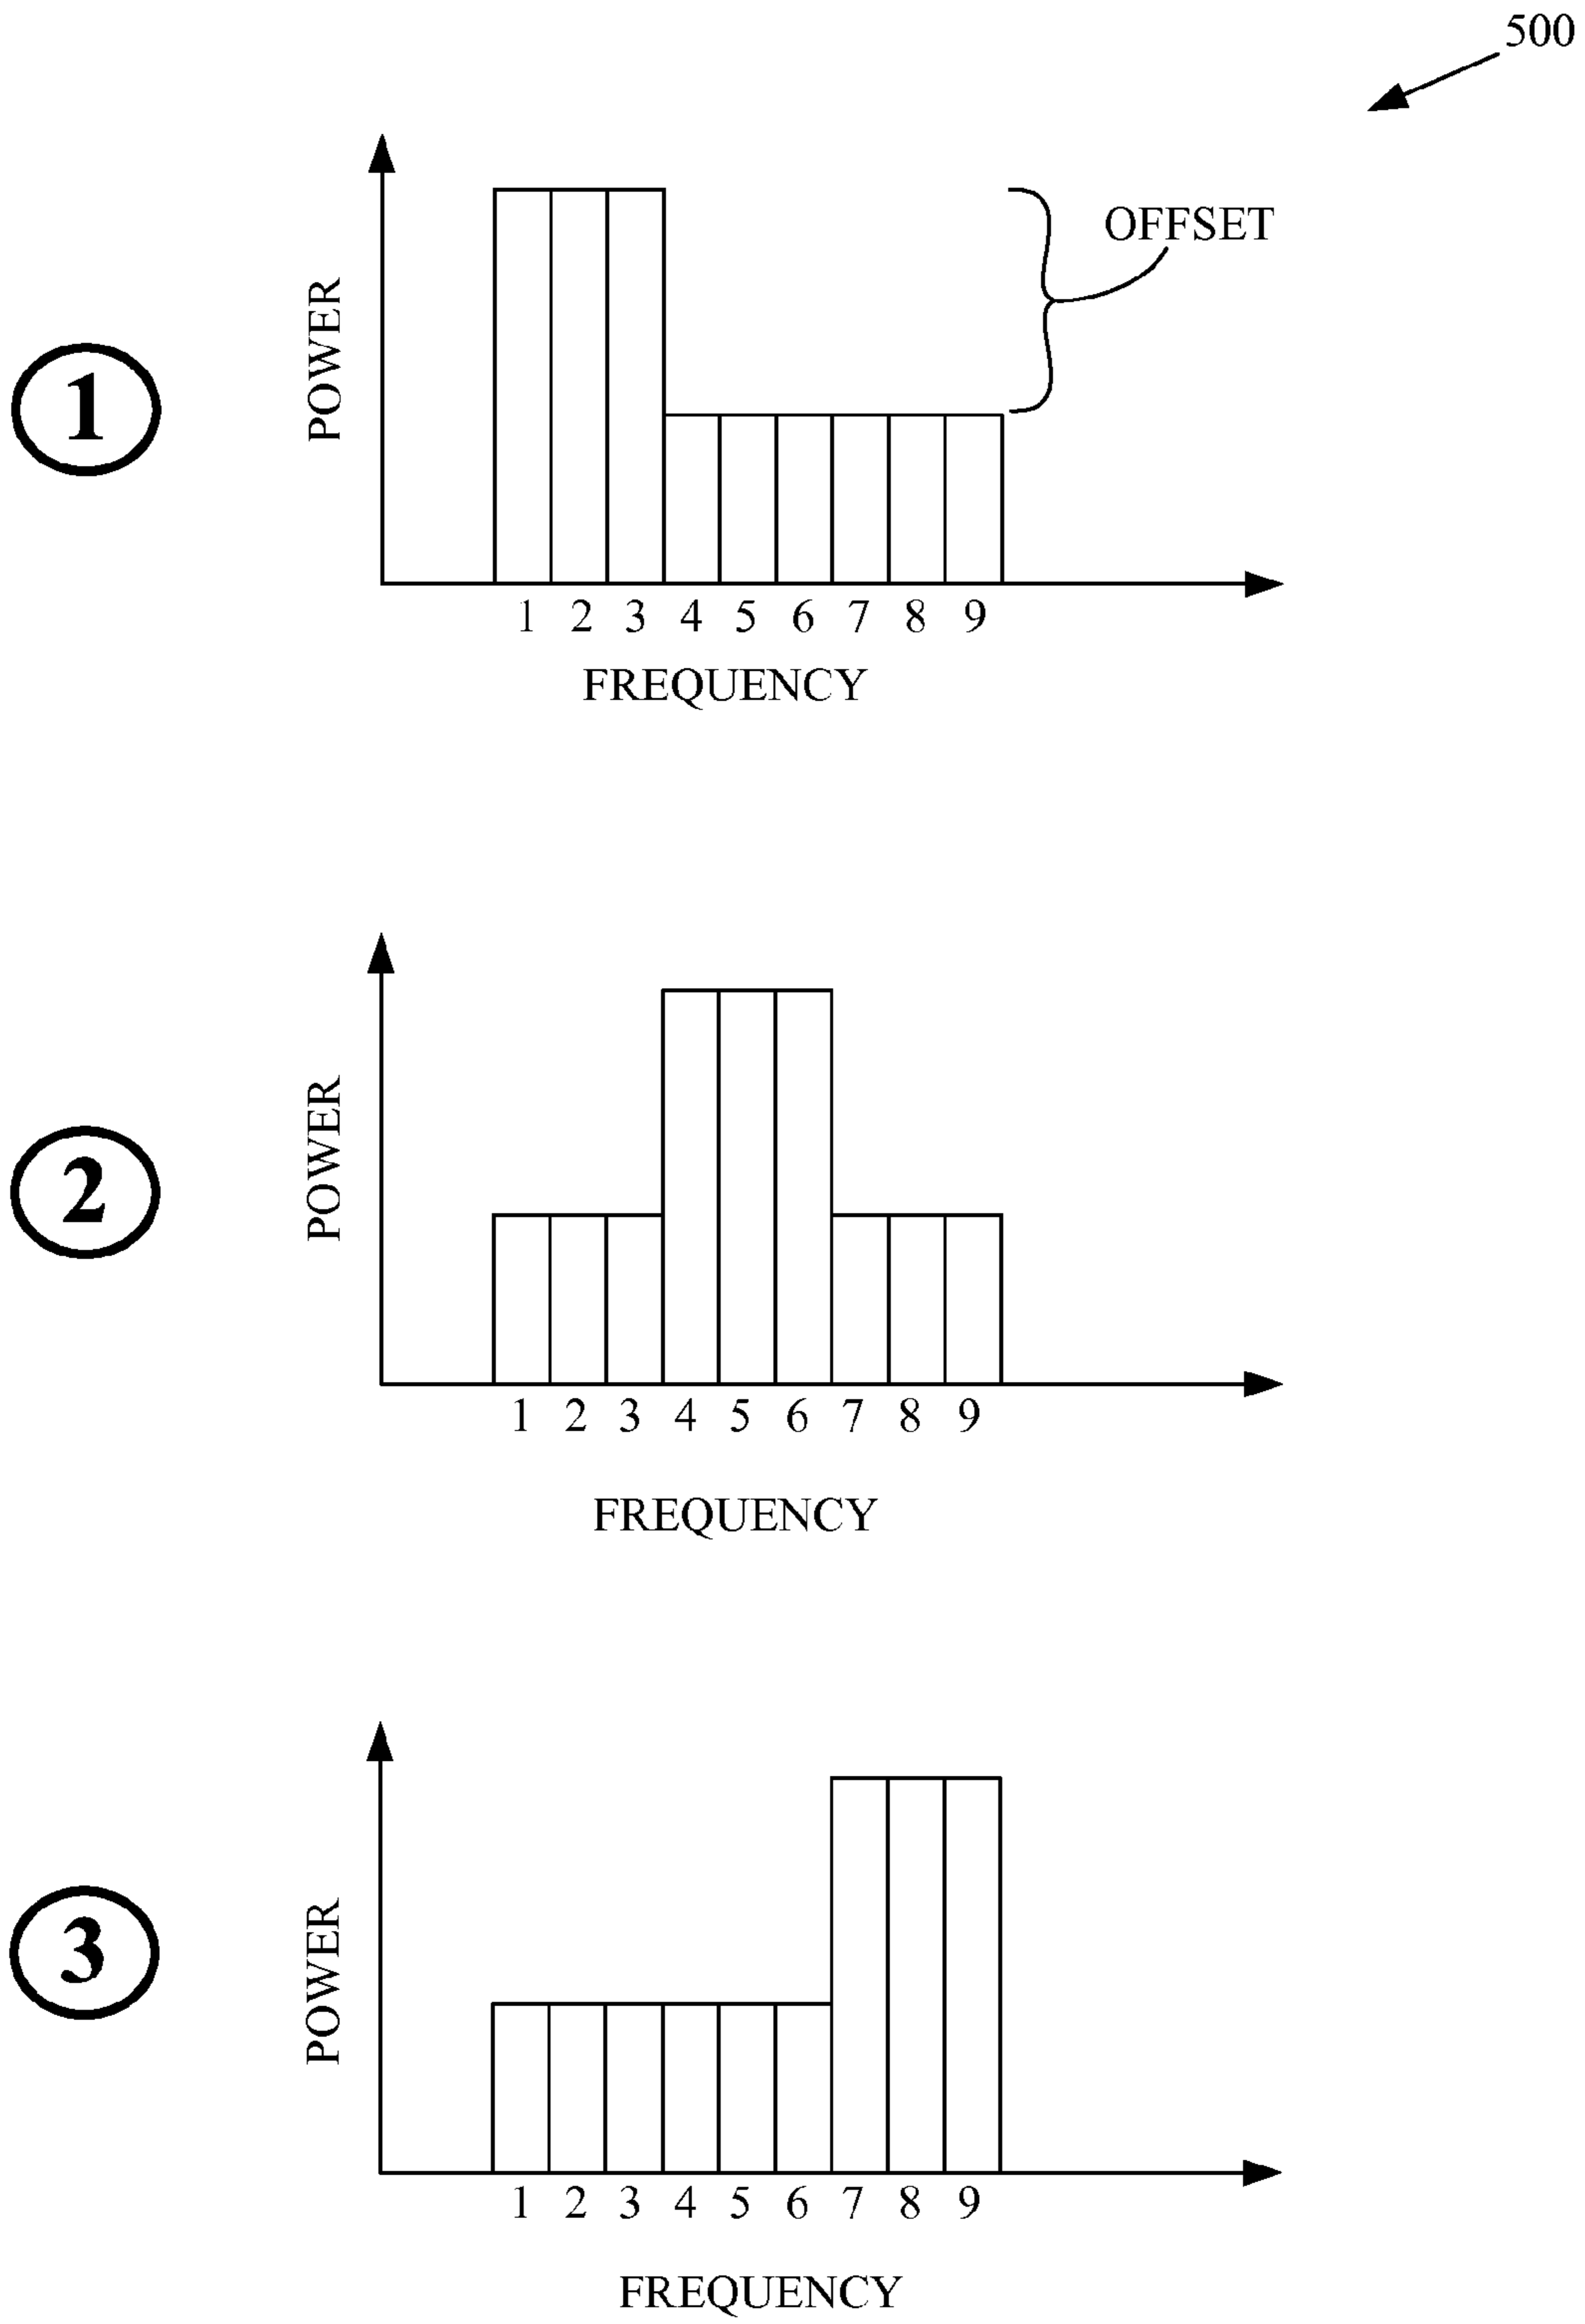 500
OFFSET
POWER
1
1 2 3 4 5 6 7 8 9
FREQUENCY
POWER
2
1 2 3 4 5 6 7 8 9
FREQUENCY
POWER
3
1 2 3 4 5 6 7 8 9
FREQUENCY